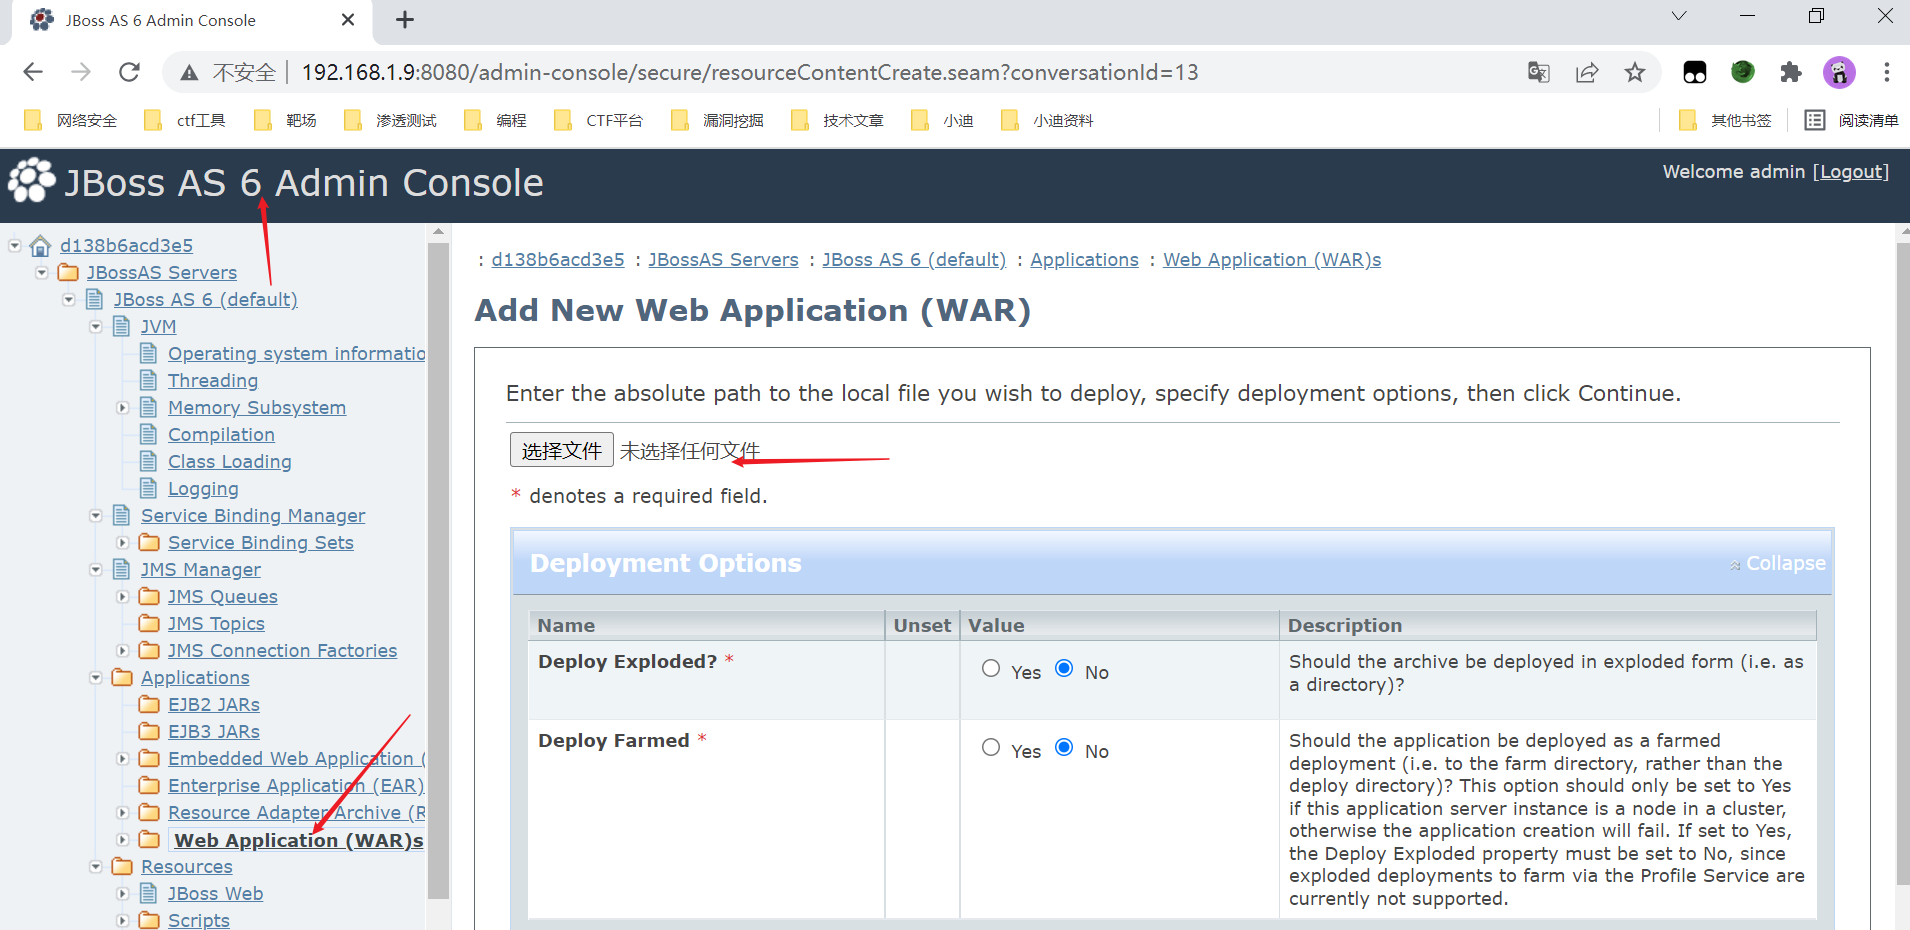 JBoss AS 6 Admin Console
不安全 192.168.1.9:8080/admin-console/secure/resourceContentCreate.seam?conversationId=13
网络安全 ctf工具 靶场 渗透测试 编程 CTF平台 漏洞挖掘 技术文章 小迪 小迪资料 其他书签 阅读清单
JBoss AS 6 Admin Console
Welcome admin [Logout]
d138b6acd3e5
JBossAS Servers
JBoss AS 6 (default)
JVM
Operating system informatio
Threading
Memory Subsystem
Compilation
Class Loading
Logging
Service Binding Manager
Service Binding Sets
JMS Manager
JMS Queues
JMS Topics
JMS Connection Factories
Applications
EJB2 JARs
EJB3 JARs
Embedded Web Application (
Enterprise Application (EAR)
Resource Adapter Archive (R
Web Application (WAR)s
Resources
JBoss Web
Scripts
: d138b6acd3e5 : JBossAS Servers : JBoss AS 6 (default) : Applications : Web Application (WAR)s
Add New Web Application (WAR)
Enter the absolute path to the local file you wish to deploy, specify deployment options, then click Continue.
选择文件 未选择任何文件
* denotes a required field.
Deployment Options
Collapse
Name Unset Value Description
Deploy Exploded? * Yes No
Should the archive be deployed in exploded form (i.e. as
a directory)?
Deploy Farmed * Yes No
Should the application be deployed as a farmed
deployment (i.e. to the farm directory, rather than the
deploy directory)? This option should only be set to Yes
if this application server instance is a node in a cluster,
otherwise the application creation will fail. If set to Yes,
the Deploy Exploded property must be set to No, since
exploded deployments to farm via the Profile Service are
currently not supported.